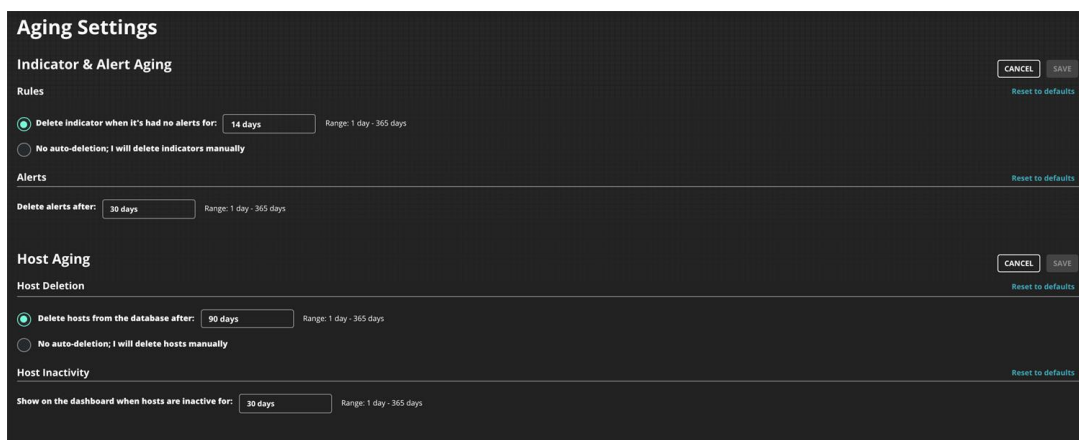 Aging Settings
Indicator & Alert Aging
CANCEL SAVE
Rules Reset to defaults
Delete indicator when it's had no alerts for: 14 days Range: 1 day - 365 days
No auto-deletion; I will delete indicators manually
Alerts Reset to defaults
Delete alerts after: 30 days Range: 1 day - 365 days
Host Aging
CANCEL SAVE
Host Deletion Reset to defaults
Delete hosts from the database after: 90 days Range: 1 day - 365 days
No auto-deletion; I will delete hosts manually
Host Inactivity Reset to defaults
Show on the dashboard when hosts are inactive for: 30 days Range: 1 day - 365 days